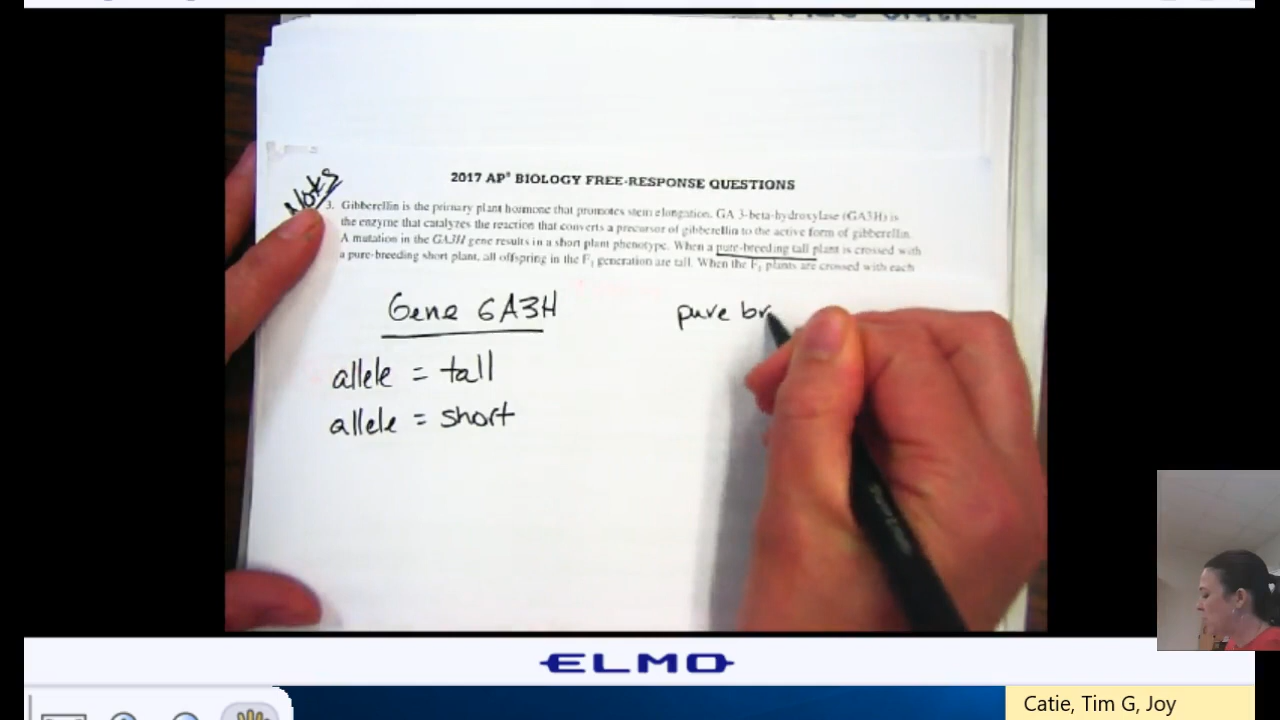 Notes
2017 AP® BIOLOGY FREE-RESPONSE QUESTIONS
3. Gibberellin is the primary plant hormone that promotes stem elongation. GA 3-beta-hydroxylase (GA3H) is
the enzyme that catalyzes the reaction that converts a precursor of gibberellin to the active form of gibberellin.
A mutation in the GA3H gene results in a short plant phenotype. When a pure-breeding tall plant is crossed with
a pure-breeding short plant, all offspring in the F1 generation are tall. When the F1 plants are crossed with each
Gene GA3H
pure br
allele = tall
allele = short
ELMO
Catie, Tim G, Joy